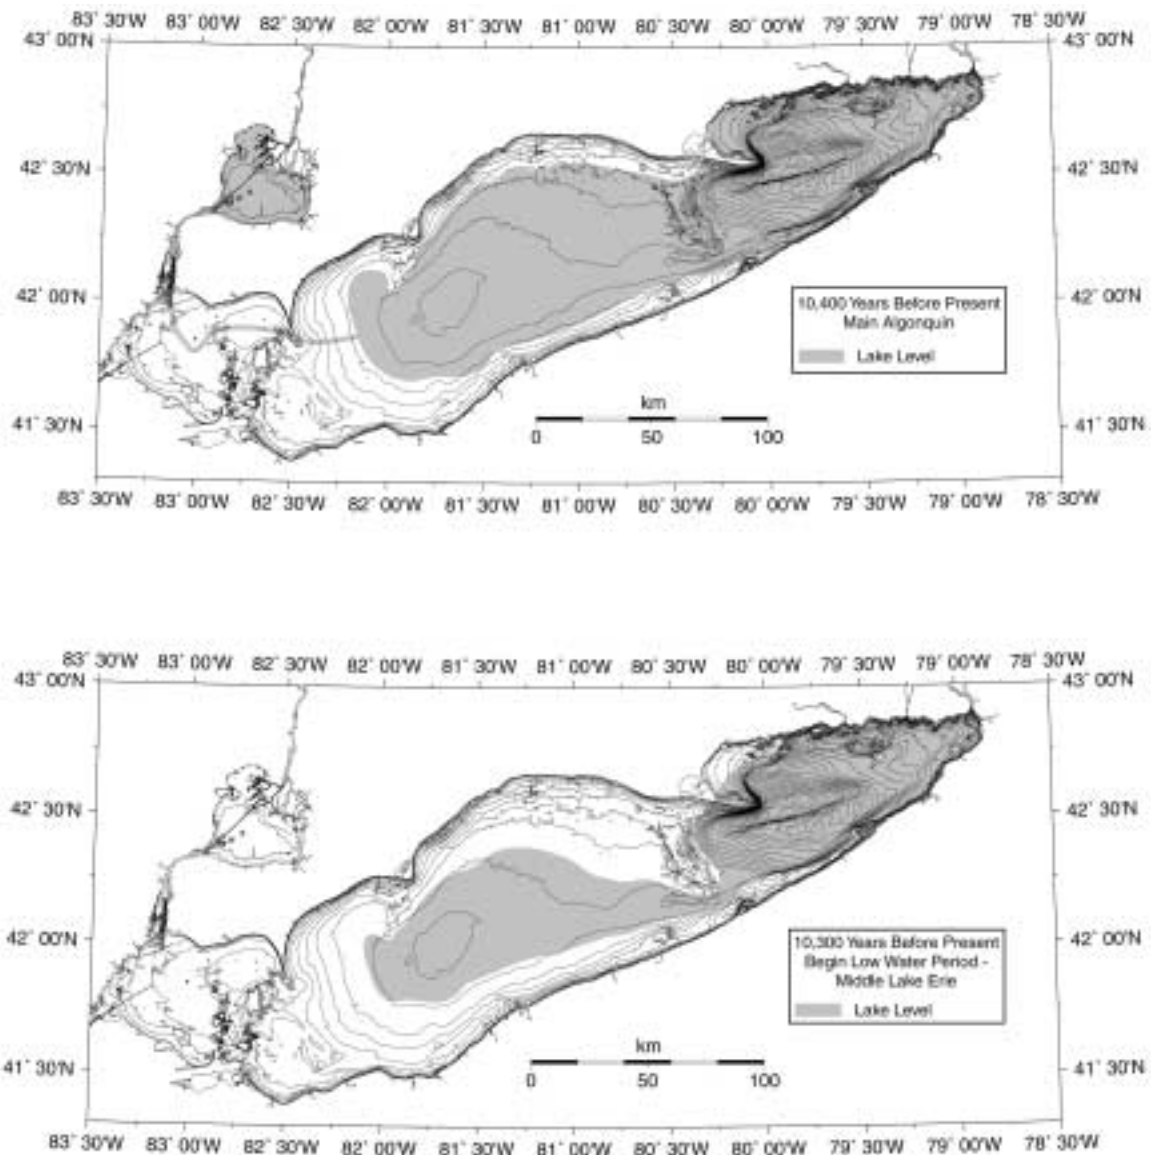 83˚ 30'W 83˚ 00'W 82˚ 30'W 82˚ 00'W 81˚ 30'W 81˚ 00'W 80˚ 30'W 80˚ 00'W 79˚ 30'W 79˚ 00'W 78˚ 30'W
43˚ 00'N 43˚ 00'N
42˚ 30'N 42˚ 30'N
42˚ 00'N 42˚ 00'N
10,400 Years Before Present
Main Algonquin
Lake Level
km
41˚ 30'N 41˚ 30'N
0 50 100
83˚ 30'W 83˚ 00'W 82˚ 30'W 82˚ 00'W 81˚ 30'W 81˚ 00'W 80˚ 30'W 80˚ 00'W 79˚ 30'W 79˚ 00'W 78˚ 30'W
83˚ 30'W 83˚ 00'W 82˚ 30'W 82˚ 00'W 81˚ 30'W 81˚ 00'W 80˚ 30'W 80˚ 00'W 79˚ 30'W 79˚ 00'W 78˚ 30'W
43˚ 00'N 43˚ 00'N
42˚ 30'N 42˚ 30'N
42˚ 00'N 42˚ 00'N
10,300 Years Before Present
Begin Low Water Period -
Middle Lake Erie
Lake Level
km
41˚ 30'N 41˚ 30'N
0 50 100
83˚ 30'W 83˚ 00'W 82˚ 30'W 82˚ 00'W 81˚ 30'W 81˚ 00'W 80˚ 30'W 80˚ 00'W 79˚ 30'W 79˚ 00'W 78˚ 30'W